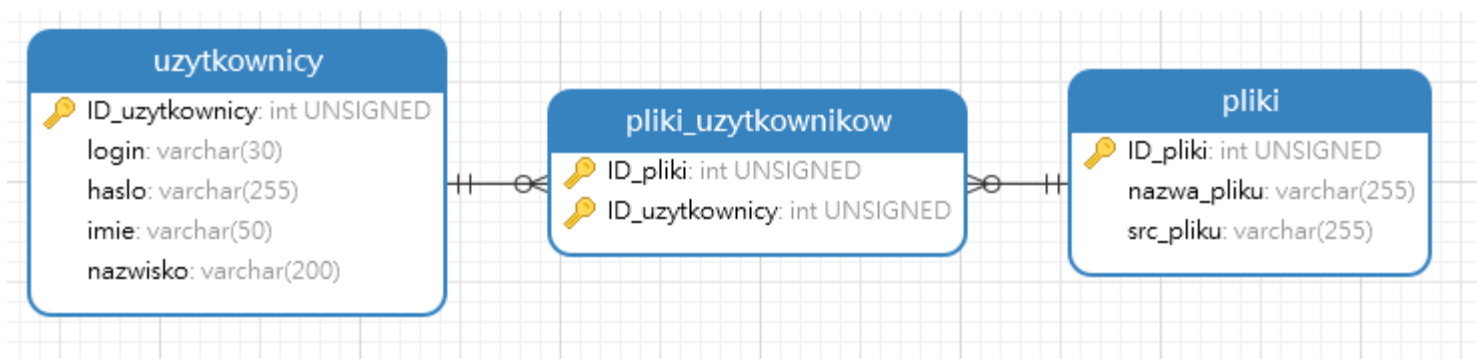 uzytkownicy
ID_uzytkownicy: int UNSIGNED
login: varchar(30)
haslo: varchar(255)
imie: varchar(50)
nazwisko: varchar(200)
pliki_uzytkownikow
ID_pliki: int UNSIGNED
ID_uzytkownicy: int UNSIGNED
pliki
ID_pliki: int UNSIGNED
nazwa_pliku: varchar(255)
src_pliku: varchar(255)